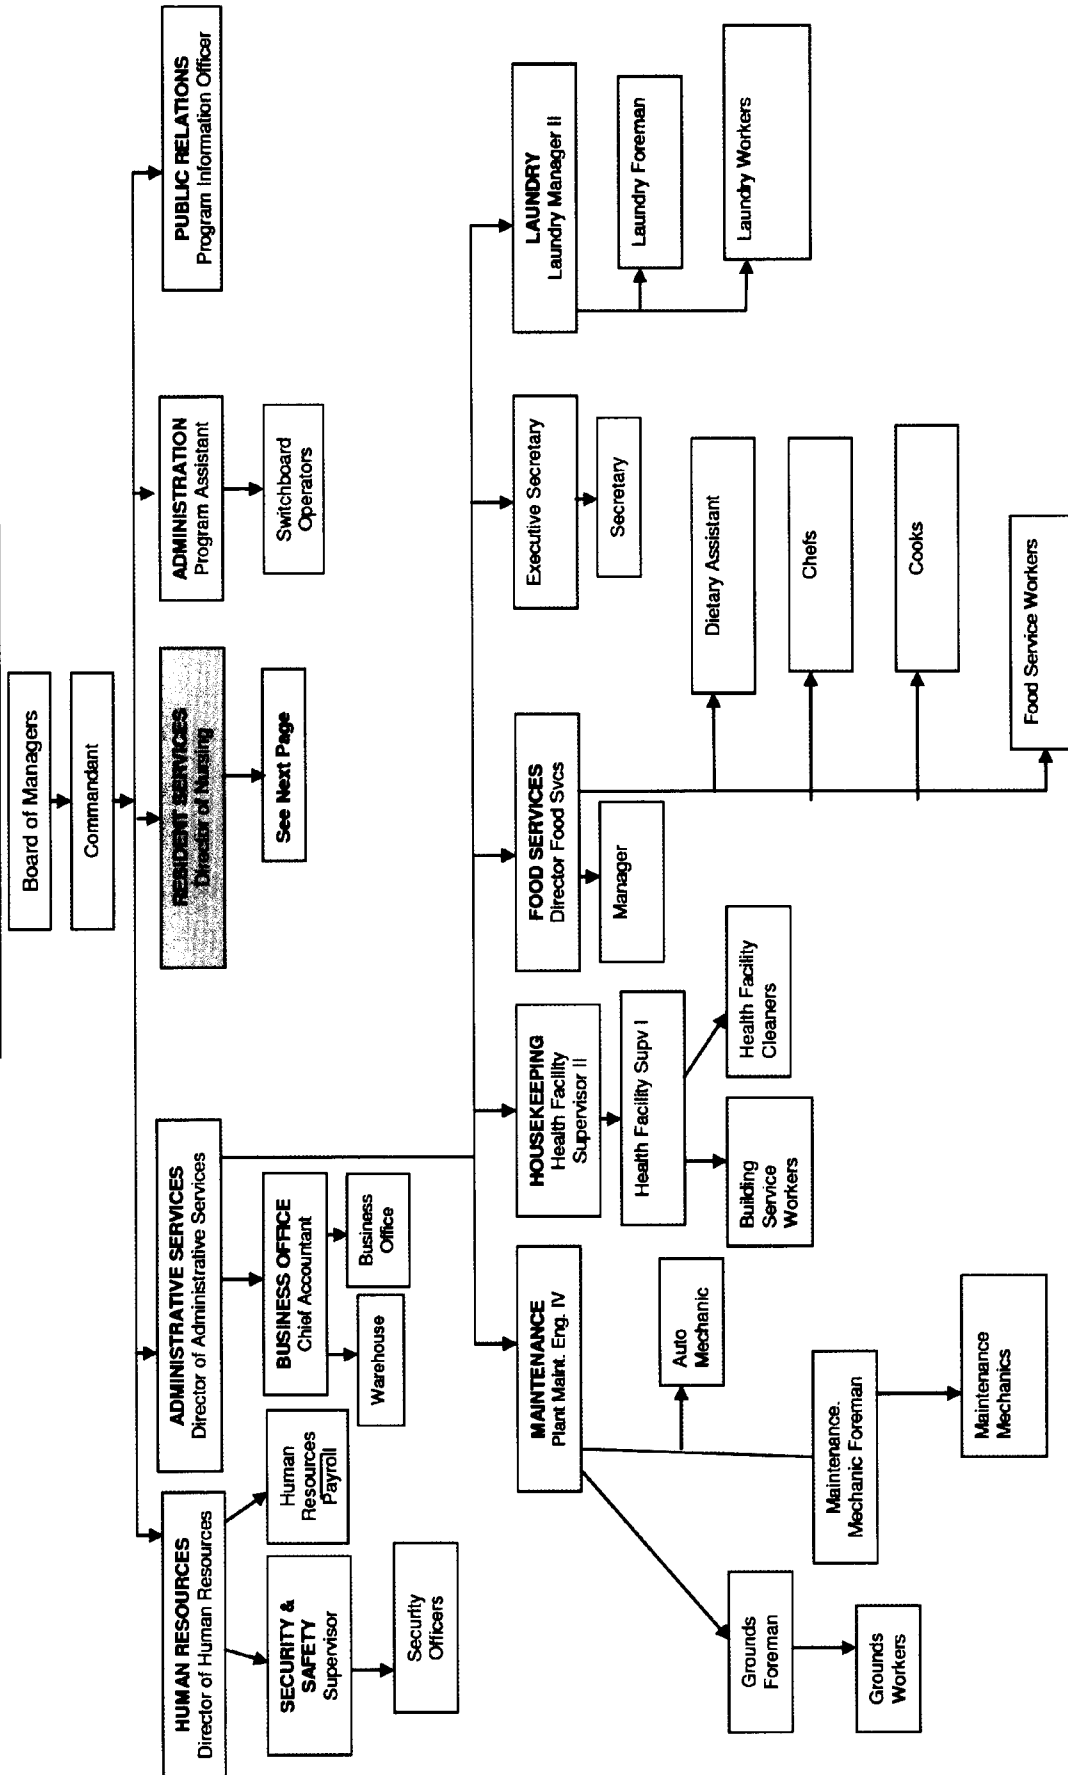 Board of Managers
Commandant
HUMAN RESOURCES
Director of Human Resources
ADMINISTRATIVE SERVICES
Director of Administrative Services
RESIDENT SERVICES
Director of Nursing
ADMINISTRATION
Program Assistant
PUBLIC RELATIONS
Program Information Officer
SECURITY &
SAFETY
Supervisor
Human
Resources
Payroll
BUSINESS OFFICE
Chief Accountant
See Next Page
Switchboard
Operators
Security
Officers
Warehouse
Business
Office
MAINTENANCE
Plant Maint. Eng. IV
HOUSEKEEPING
Health Facility
Supervisor II
FOOD SERVICES
Director Food Svcs
Executive Secretary
LAUNDRY
Laundry Manager II
Auto
Mechanic
Health Facility Supv I
Manager
Secretary
Laundry Foreman
Grounds
Foreman
Building
Service
Workers
Health Facility
Cleaners
Dietary Assistant
Laundry Workers
Maintenance.
Mechanic Foreman
Chefs
Grounds
Workers
Cooks
Maintenance
Mechanics
Food Service Workers